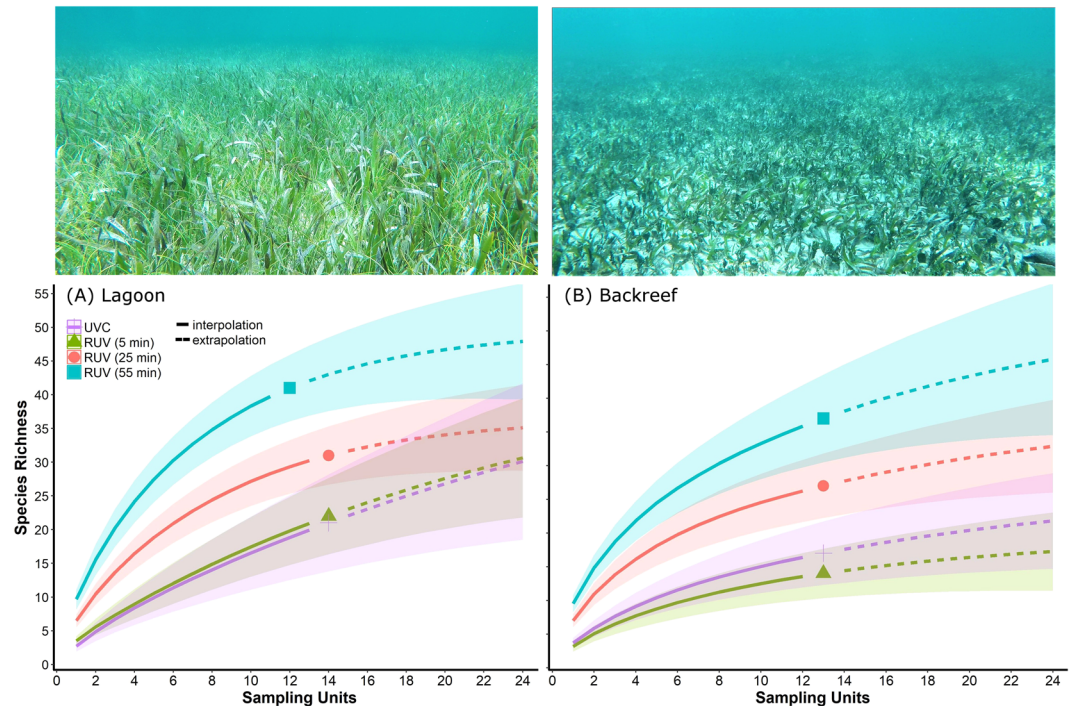 (A) Lagoon
UVC
RUV (5 min)
RUV (25 min)
RUV (55 min)
interpolation
extrapolation
(B) Backreef
Species Richness
55
50
45
40
35
30
25
20
15
10
5
0
0 2 4 6 8 10 12 14 16 18 20 22 24
Sampling Units
0 2 4 6 8 10 12 14 16 18 20 22 24
Sampling Units